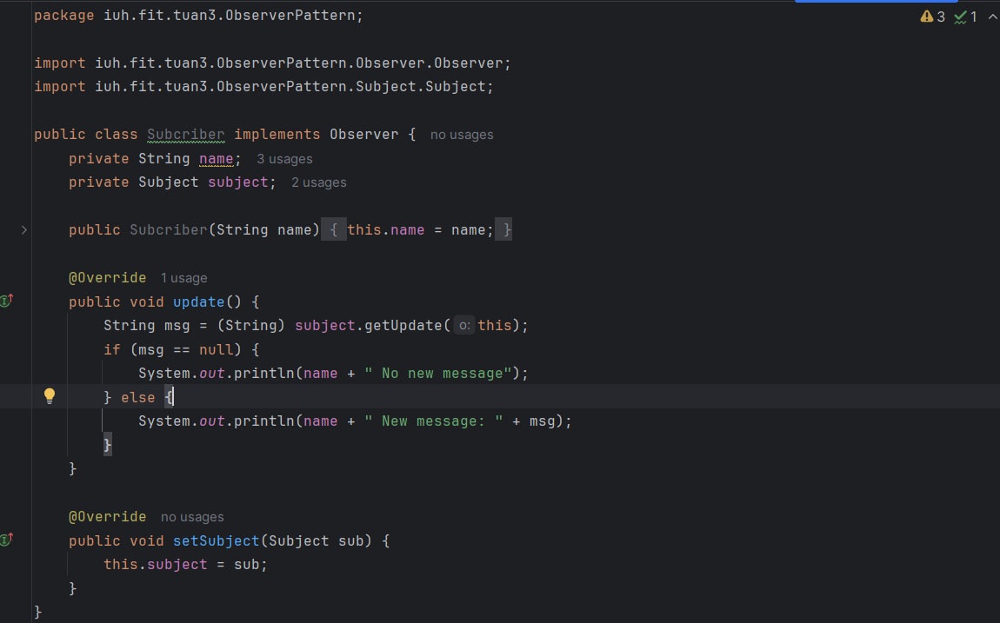 package iuh.fit.tuan3.ObserverPattern;
3 1
import iuh.fit.tuan3.ObserverPattern.Observer.Observer;
import iuh.fit.tuan3.ObserverPattern.Subject.Subject;
public class Subcriber implements Observer { no usages
private String name; 3 usages
private Subject subject; 2 usages
public Subcriber(String name) { this.name = name; }
@Override 1 usage
public void update() {
String msg = (String) subject.getUpdate( o: this);
if (msg == null) {
System.out.println(name + " No new message");
} else {
System.out.println(name + " New message: " + msg);
}
}
@Override no usages
public void setSubject(Subject sub) {
this.subject = sub;
}
}